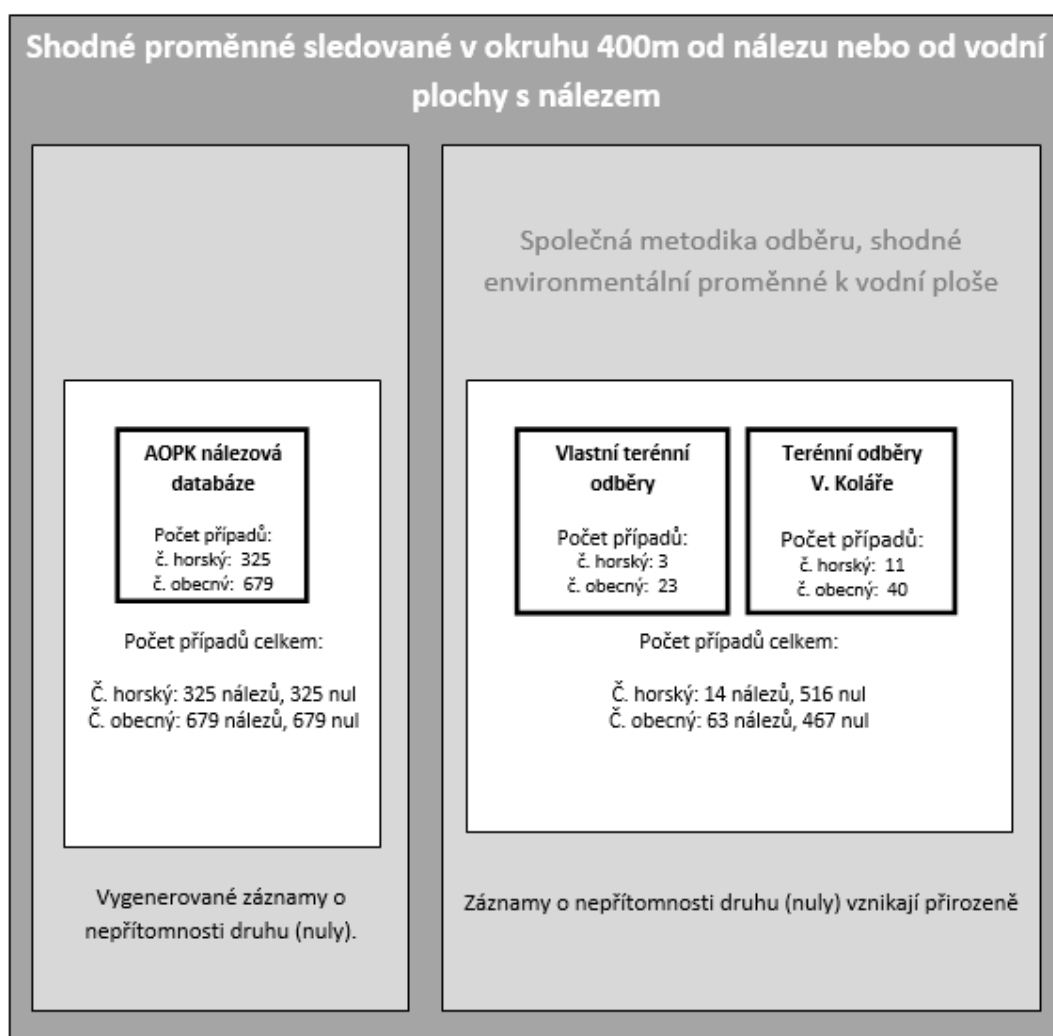 Shodné proměnné sledované v okruhu 400m od nálezu nebo od vodní
plochy s nálezem
AOPK nálezová
databáze
Počet případů:
č. horský: 325
č. obecný: 679
Počet případů celkem:
Č. horský: 325 nálezů, 325 nul
Č. obecný: 679 nálezů, 679 nul
Vygenerované záznamy o
nepřítomnosti druhu (nuly).
Společná metodika odběru, shodné
environmentální proměnné k vodní ploše
Vlastní terénní
odběry
Počet případů:
č. horský: 3
č. obecný: 23
Terénní odběry
V. Koláře
Počet případů:
č. horský: 11
č. obecný: 40
Počet případů celkem:
Č. horský: 14 nálezů, 516 nul
Č. obecný: 63 nálezů, 467 nul
Záznamy o nepřítomnosti druhu (nuly) vznikají přirozeně